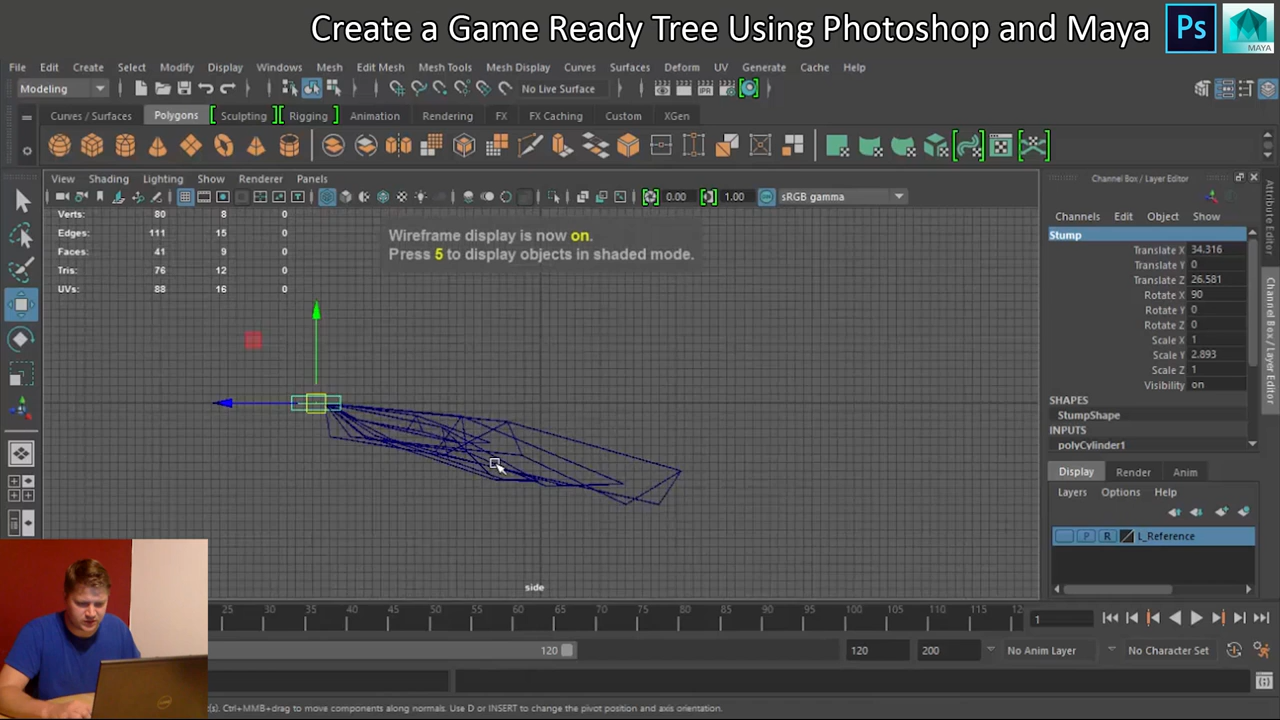 Create a Game Ready Tree Using Photoshop and Maya
Ps
MAYA
File Edit Create Select Modify Display Windows Mesh Edit Mesh Mesh Tools Mesh Display Curves Surfaces Deform UV Generate Cache Help
Modeling
No Live Surface
Curves / Surfaces Polygons Sculpting Rigging Animation Rendering FX FX Caching Custom XGen
IPR
View Shading Lighting Show Renderer Panels
0.00 1.00 sRGB gamma
Verts: 80 8 0
Edges: 111 15 0
Faces: 41 9 0
Tris: 76 12 0
UVs: 88 16 0
Wireframe display is now on.
Press 5 to display objects in shaded mode.
side
Channel Box / Layer Editor
Channels Edit Object Show
Stump
Translate X 34.316
Translate Y 0
Translate Z 26.581
Rotate X 90
Rotate Y 0
Rotate Z 0
Scale X 1
Scale Y 2.893
Scale Z 1
Visibility on
SHAPES
StumpShape
INPUTS
polyCylinder1
Display Render Anim
Layers Options Help
P R L_Reference
Attribute Editor
Channel Box / Layer Editor
25 30 35 40 45 50 55 60 65 70 75 80 85 90 95 100 105 110 115 12
1
120
120 200 No Anim Layer No Character Set
(s). Ctrl+MMB+drag to move components along normals. Use D or INSERT to change the pivot position and axis orientation.